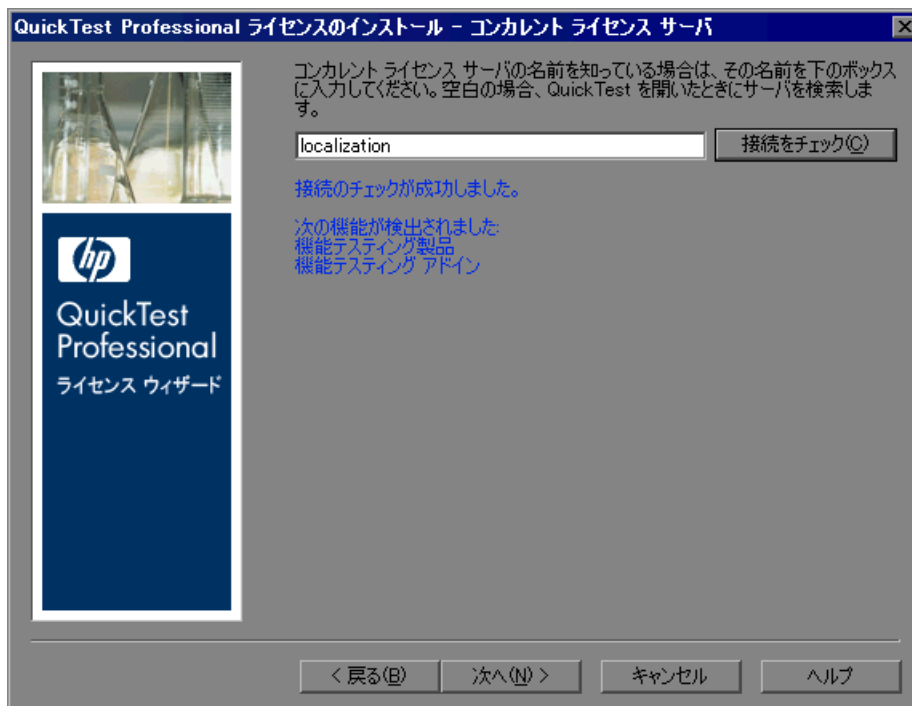 QuickTest Professional ライセンスのインストール - コンカレント ライセンス サーバ
コンカレント ライセンス サーバの名前を知っている場合は、その名前を下のボックス
に入力してください。空白の場合、QuickTest を開いたときにサーバを検索しま
す。
localization
接続をチェック(C)
接続のチェックが成功しました。
次の機能が検出されました:
機能テスティング製品
機能テスティング アドイン
hp
QuickTest
Professional
ライセンス ウィザード
< 戻る(B)
次へ(N) >
キャンセル
ヘルプ